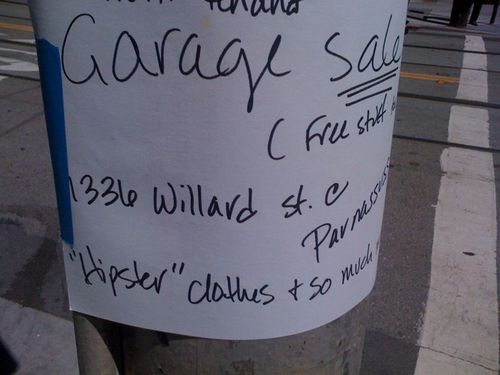 Garage Sale
( Free stuff
1336 Willard st. @
Parnassus
"Hipster" clothes + so much